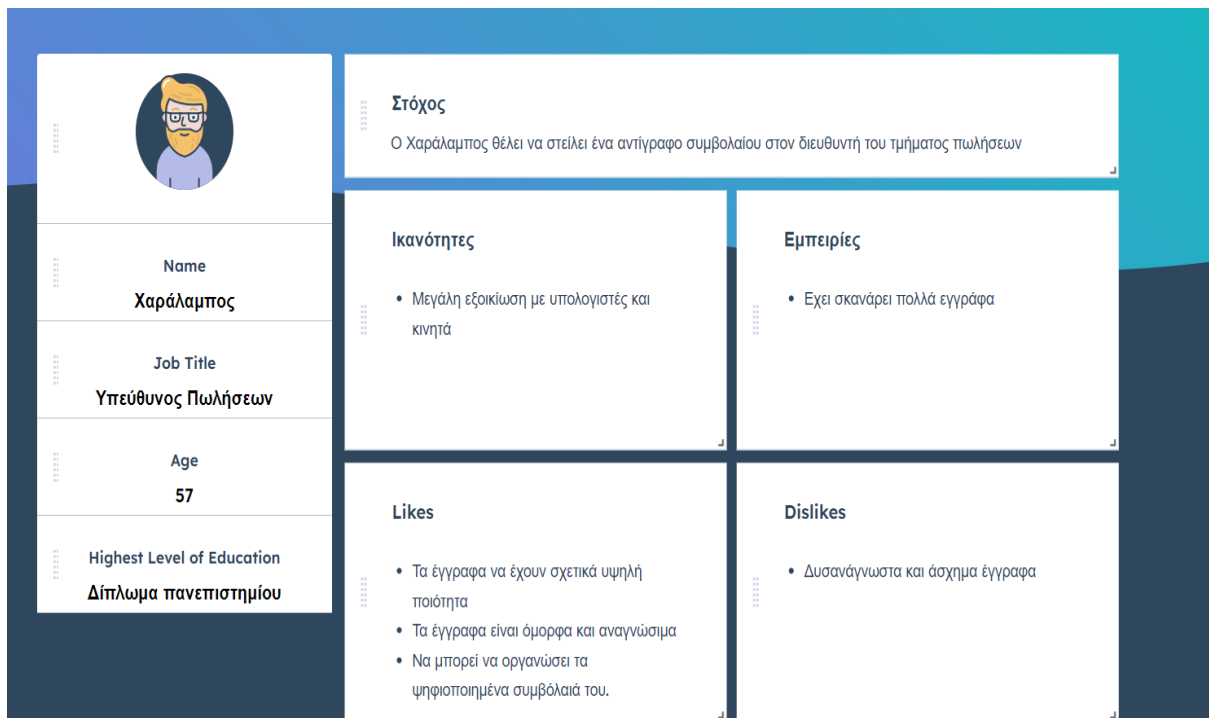 Name
Χαράλαμπος
Job Title
Υπεύθυνος Πωλήσεων
Age
57
Highest Level of Education
Δίπλωμα πανεπιστημίου
Στόχος
Ο Χαράλαμπος θέλει να στείλει ένα αντίγραφο συμβολαίου στον διευθυντή του τμήματος πωλήσεων
Ικανότητες
• Μεγάλη εξοικίωση με υπολογιστές και
κινητά
Εμπειρίες
• Εχει σκανάρει πολλά εγγράφα
Likes
• Τα έγγραφα να έχουν σχετικά υψηλή
ποιότητα
• Τα έγγραφα είναι όμορφα και αναγνώσιμα
• Να μπορεί να οργανώσει τα
ψηφιοποιημένα συμβόλαιά του.
Dislikes
• Δυσανάγνωστα και άσχημα έγγραφα